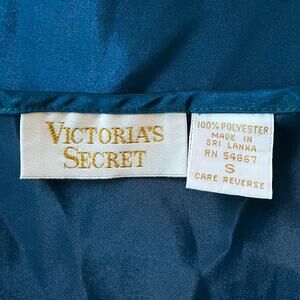 VICTORIA'S
SECRET
100% POLYESTER
MADE IN
SRI LANKA
RN 54867
S
CARE REVERSE